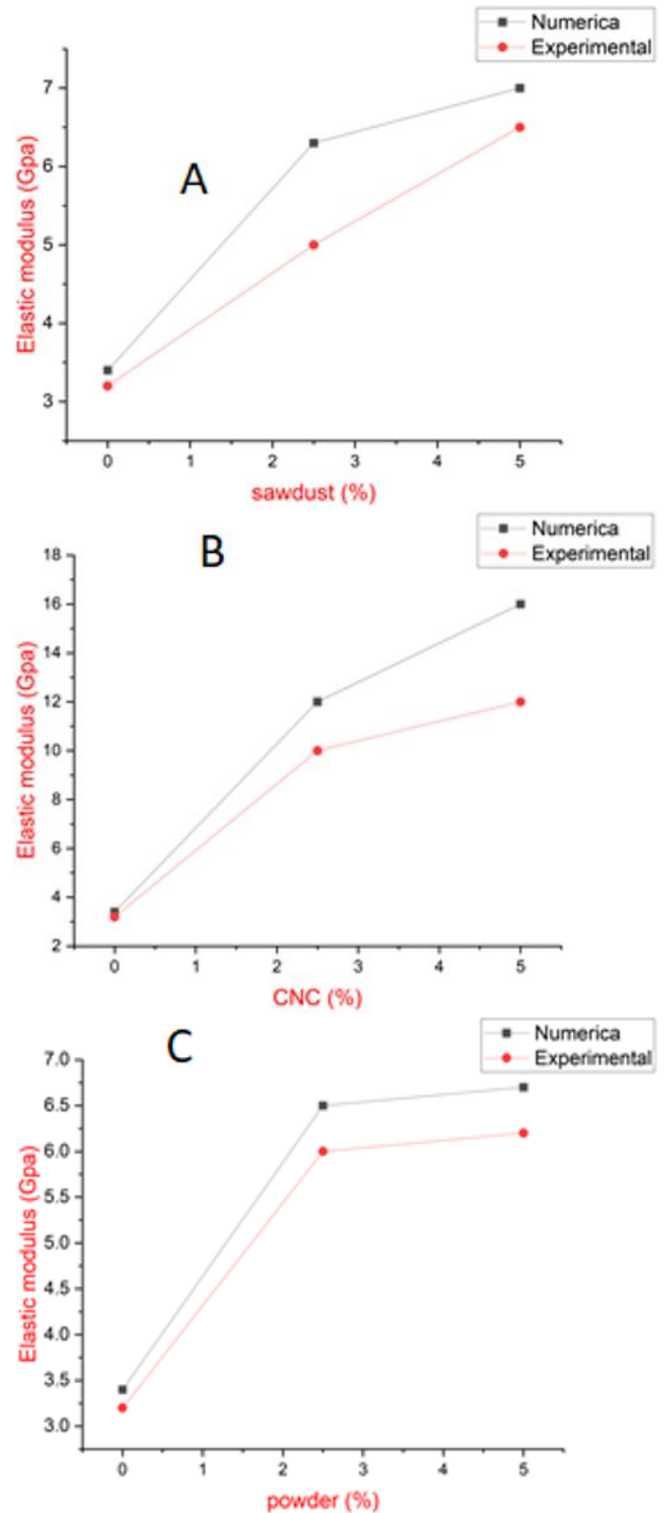 Numerica
Experimental
A
Elastic modulus (Gpa)
7
6
5
4
3
0 1 2 3 4 5
sawdust (%)
Numerica
Experimental
B
Elastic modulus (Gpa)
18
16
14
12
10
8
6
4
2
0 1 2 3 4 5
CNC (%)
Numerica
Experimental
C
Elastic modulus (Gpa)
7.0
6.5
6.0
5.5
5.0
4.5
4.0
3.5
3.0
0 1 2 3 4 5
powder (%)